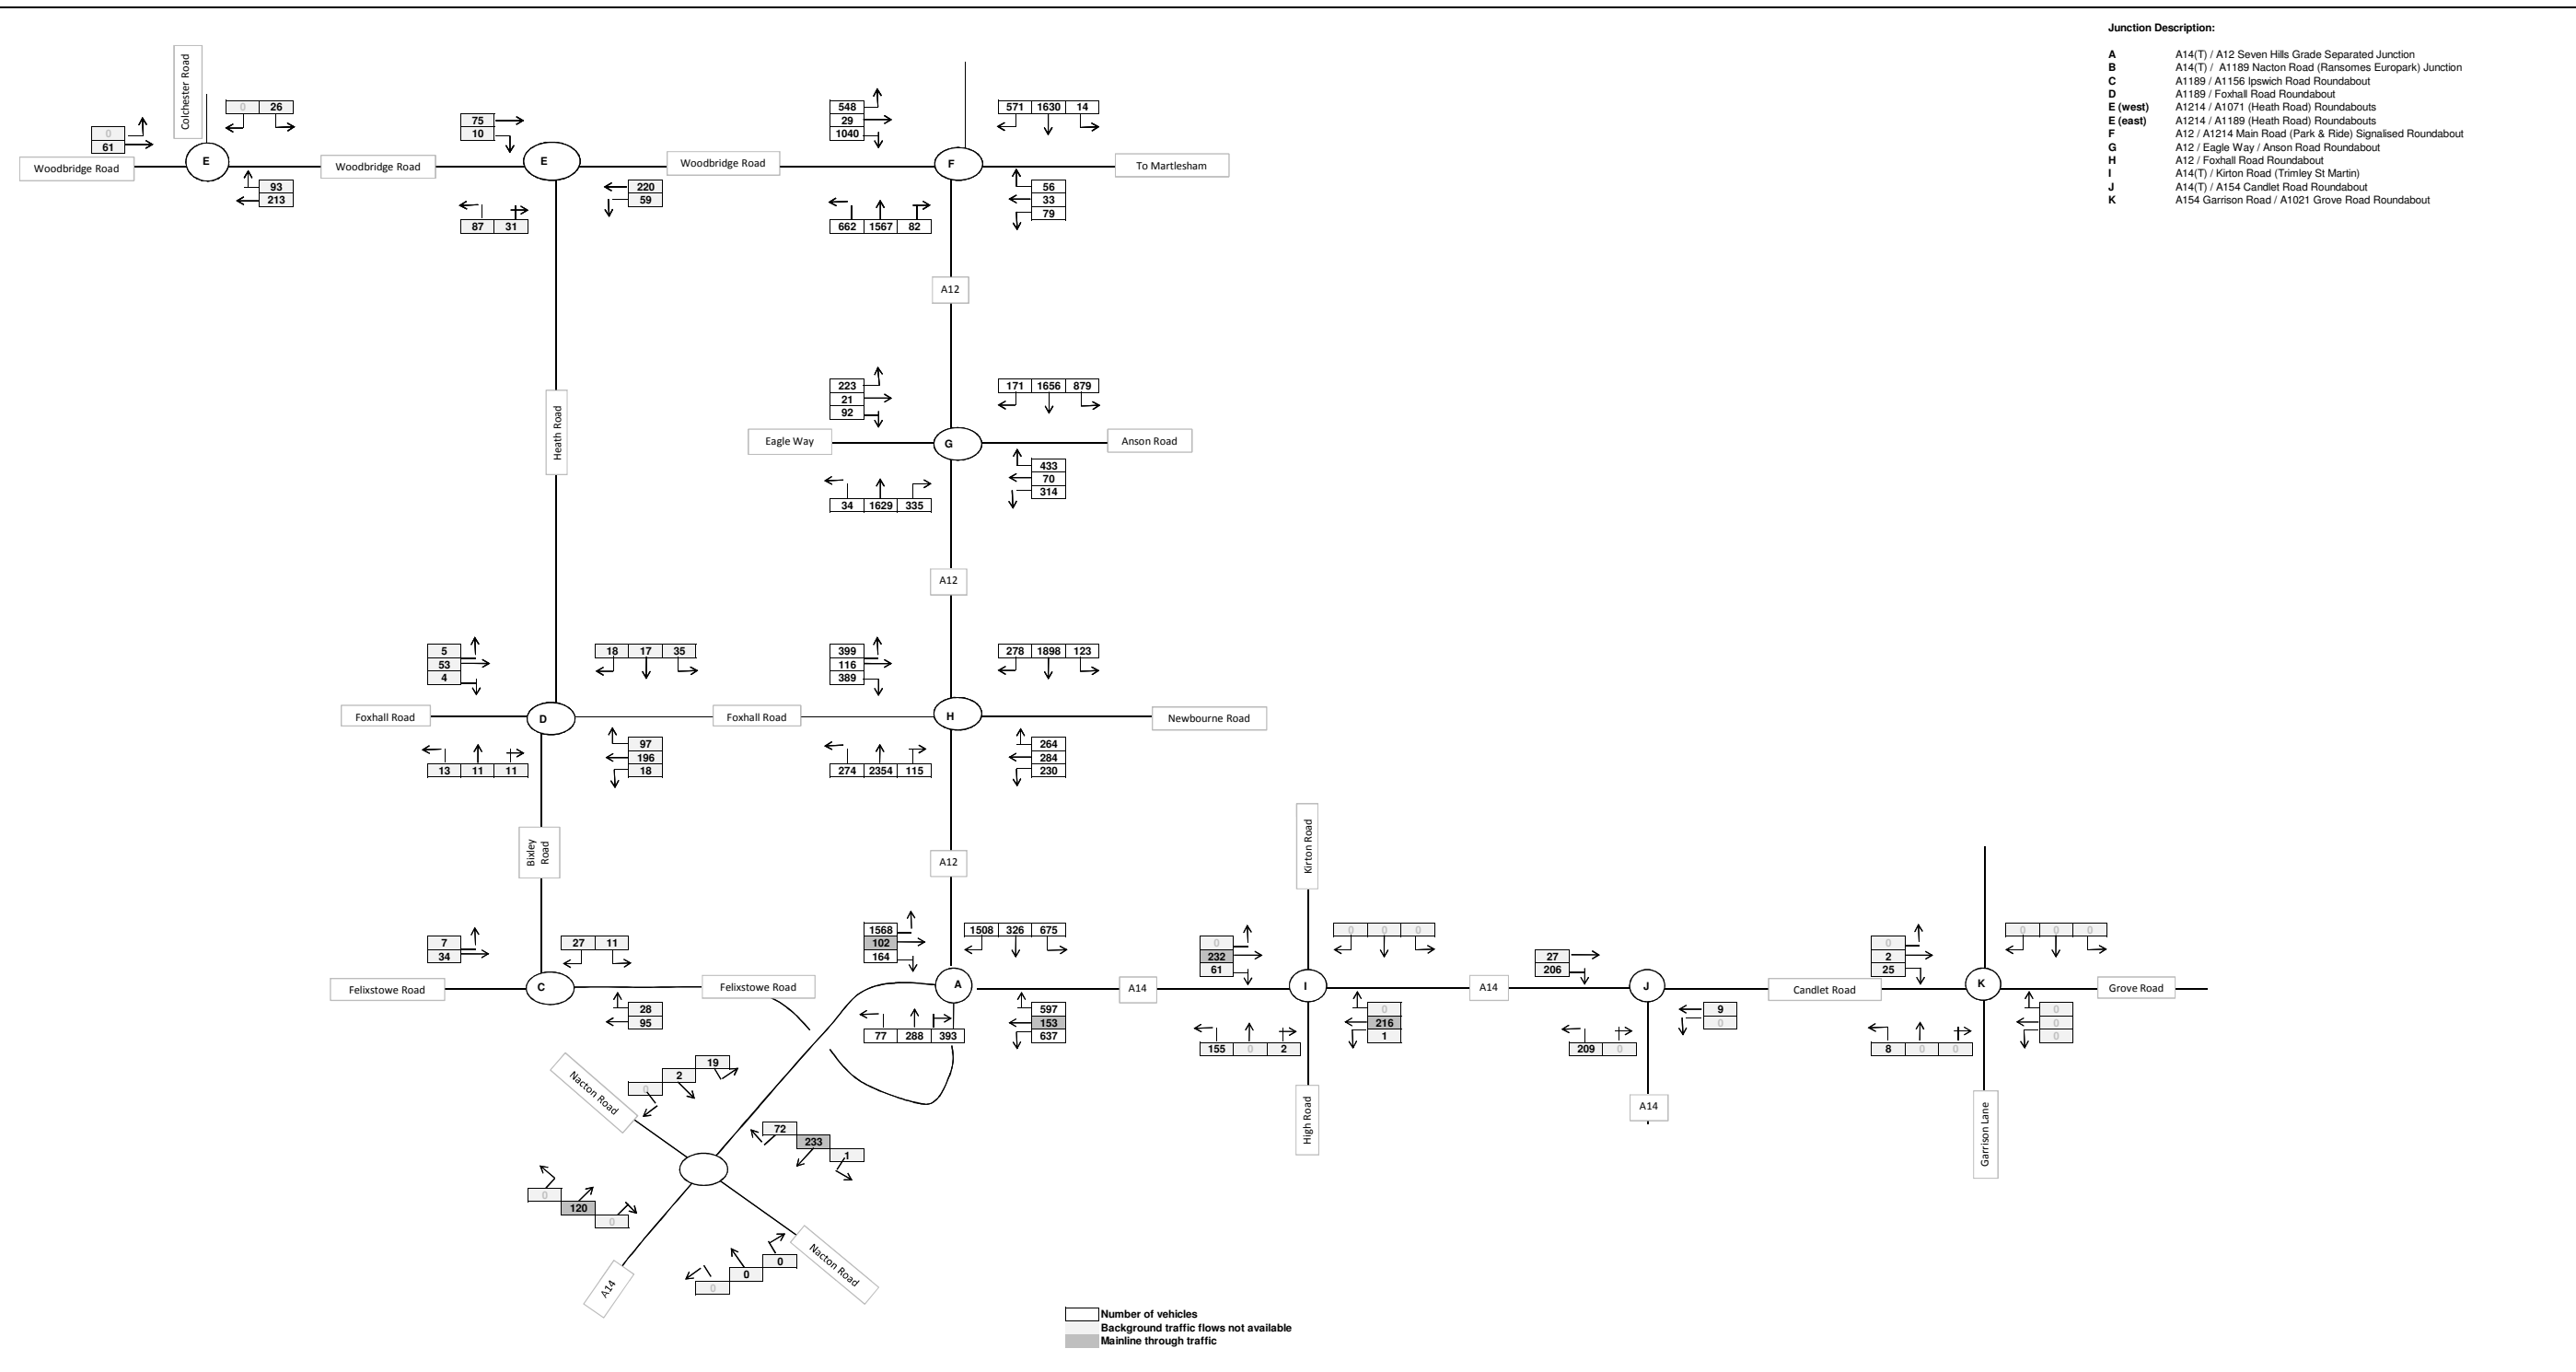 Junction Description:
A A14(T) / A12 Seven Hills Grade Separated Junction
B A14(T) / A1189 Nacton Road (Ransomes Europark) Junction
C A1189 / A1156 Ipswich Road Roundabout
D A1189 / Foxhall Road Roundabout
E (west) A1214 / A1071 (Heath Road) Roundabouts
E (east) A1214 / A1189 (Heath Road) Roundabouts
F A12 / A1214 Main Road (Park & Ride) Signalised Roundabout
G A12 / Eagle Way / Anson Road Roundabout
H A12 / Foxhall Road Roundabout
I A14(T) / Kirton Road (Trimley St Martin)
J A14(T) / A154 Candlet Road Roundabout
K A154 Garrison Road / A1021 Grove Road Roundabout
Colchester Road
0 26
0
61
Woodbridge Road
E
93
213
Woodbridge Road
75
10
E
220
59
87 31
Woodbridge Road
548
29
1040
571 1630 14
F
To Martlesham
56
33
79
662 1567 82
A12
Heath Road
223
21
92
171 1656 879
Eagle Way
G
Anson Road
433
70
314
34 1629 335
A12
5
53
4
18 17 35
Foxhall Road
D
Foxhall Road
97
196
18
13 11 11
399
116
389
278 1898 123
H
Newbourne Road
264
284
230
274 2354 115
Bixley
Road
A12
7
34
27 11
Felixstowe Road
C
Felixstowe Road
28
95
1568
102
164
1508 326 675
A
597
153
637
77 288 393
A14
Kirton Road
0
232
61
0 0 0
I
0
216
1
155 0 2
High Road
A14
27
206
J
9
0
209 0
A14
Candlet Road
0
2
25
0 0 0
K
Grove Road
0
0
0
8 0 0
Garrison Lane
Nacton Road
19
2
0
72
233
1
0
120
0
0
0
0
Nacton Road
A14
Number of vehicles
Background traffic flows not available
Mainline through traffic